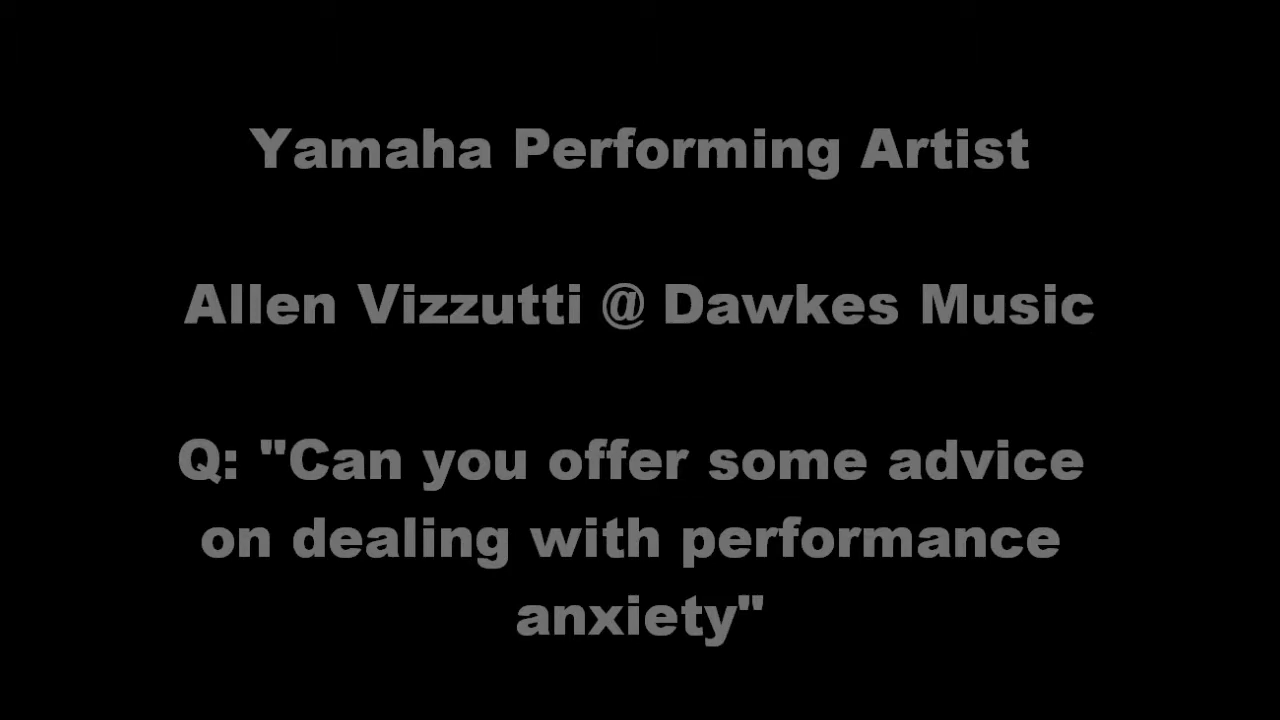 Yamaha Performing Artist
Allen Vizzutti @ Dawkes Music
Q: "Can you offer some advice
on dealing with performance
anxiety"